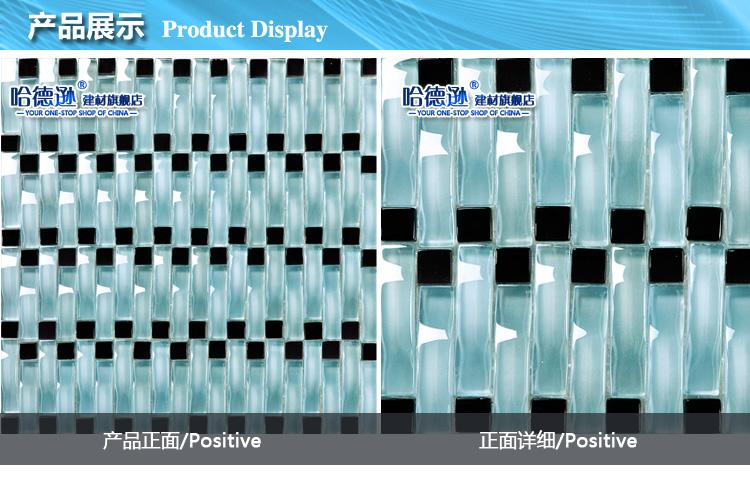 产品展示 Product Display
哈德逊® 建材旗舰店
YOUR ONE-STOP SHOP OF CHINA
哈德逊® 建材旗舰店
YOUR ONE-STOP SHOP OF CHINA
产品正面/Positive
正面详细/Positive